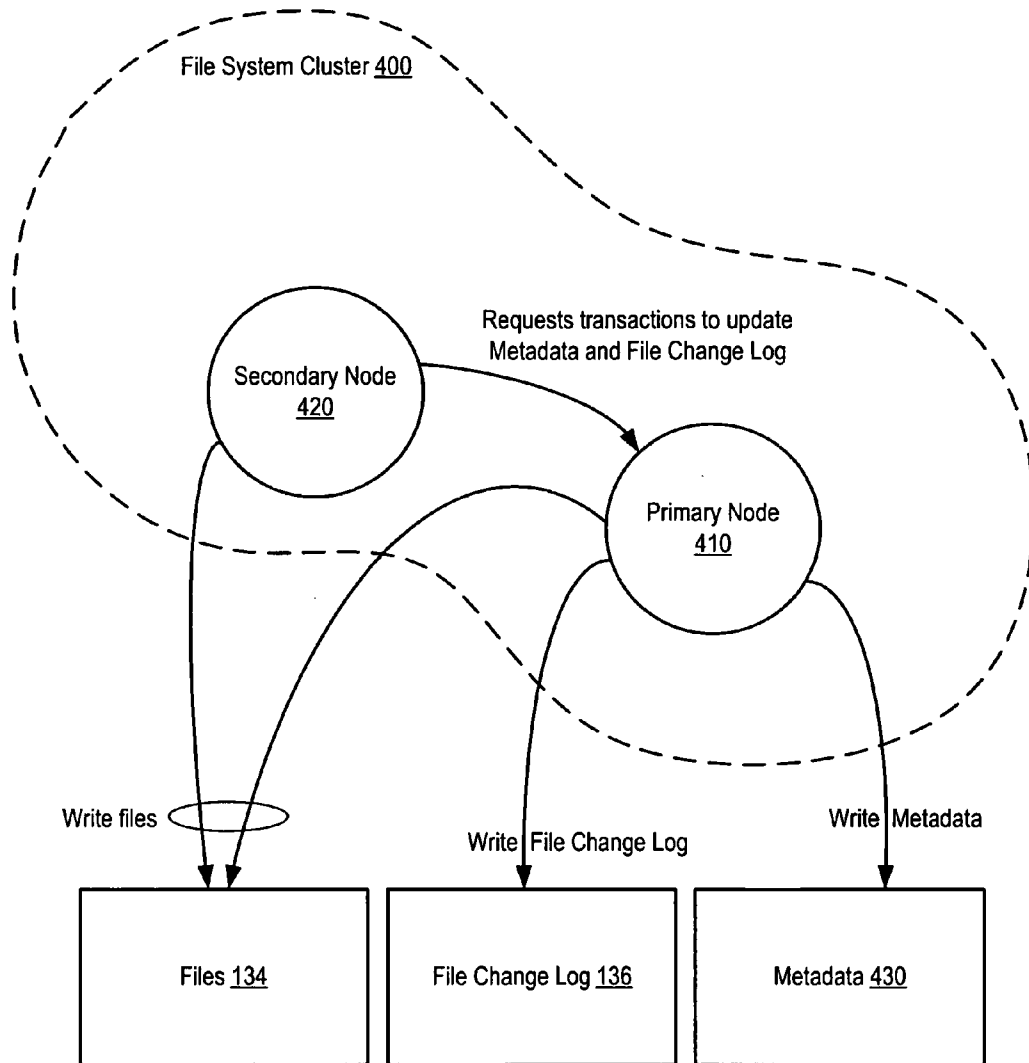 File System Cluster 400
Requests transactions to update
Metadata and File Change Log
Secondary Node
420
Primary Node
410
Write files
Write File Change Log
Write Metadata
Files 134
File Change Log 136
Metadata 430